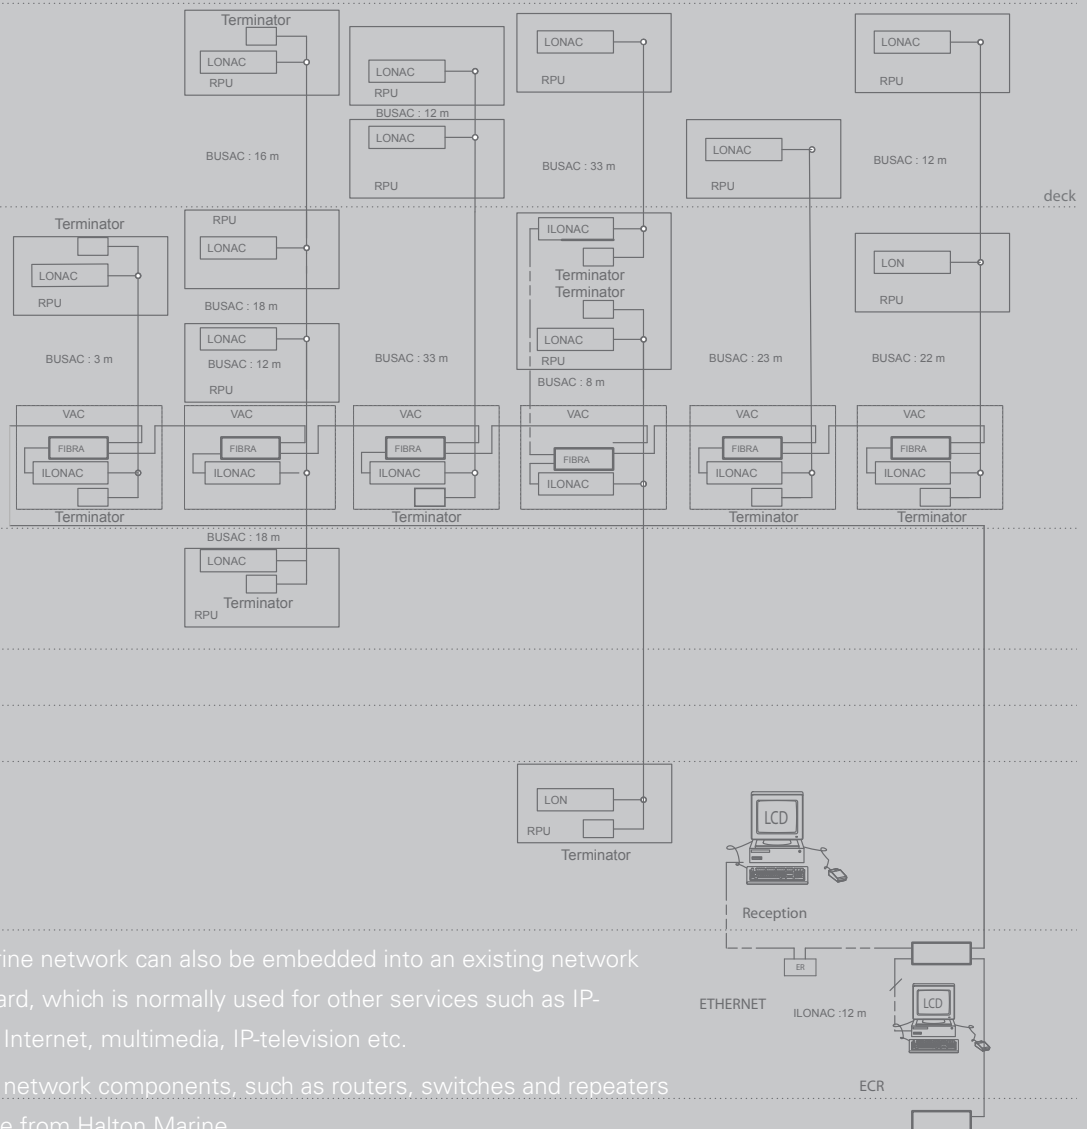 Terminator
LONAC
RPU
LONAC
RPU
BUSAC : 12 m
LONAC
RPU
LONAC
RPU
LONAC
RPU
BUSAC : 16 m
BUSAC : 33 m
LONAC
RPU
BUSAC : 12 m
deck
Terminator
LONAC
RPU
BUSAC : 3 m
RPU
LONAC
BUSAC : 18 m
LONAC
BUSAC : 12 m
RPU
BUSAC : 33 m
ILONAC
Terminator
Terminator
LONAC
RPU
BUSAC : 8 m
BUSAC : 23 m
LON
RPU
BUSAC : 22 m
VAC
FIBRA
ILONAC
Terminator
VAC
FIBRA
ILONAC
VAC
FIBRA
ILONAC
Terminator
VAC
FIBRA
ILONAC
VAC
FIBRA
ILONAC
Terminator
VAC
FIBRA
ILONAC
Terminator
BUSAC : 18 m
LONAC
Terminator
RPU
LON
RPU
Terminator
LCD
Reception
ER
ETHERNET
ILONAC :12 m
LCD
ECR
rine network can also be embedded into an existing network
ard, which is normally used for other services such as IP-
Internet, multimedia, IP-television etc.
network components, such as routers, switches and repeaters
e from Halton Marine